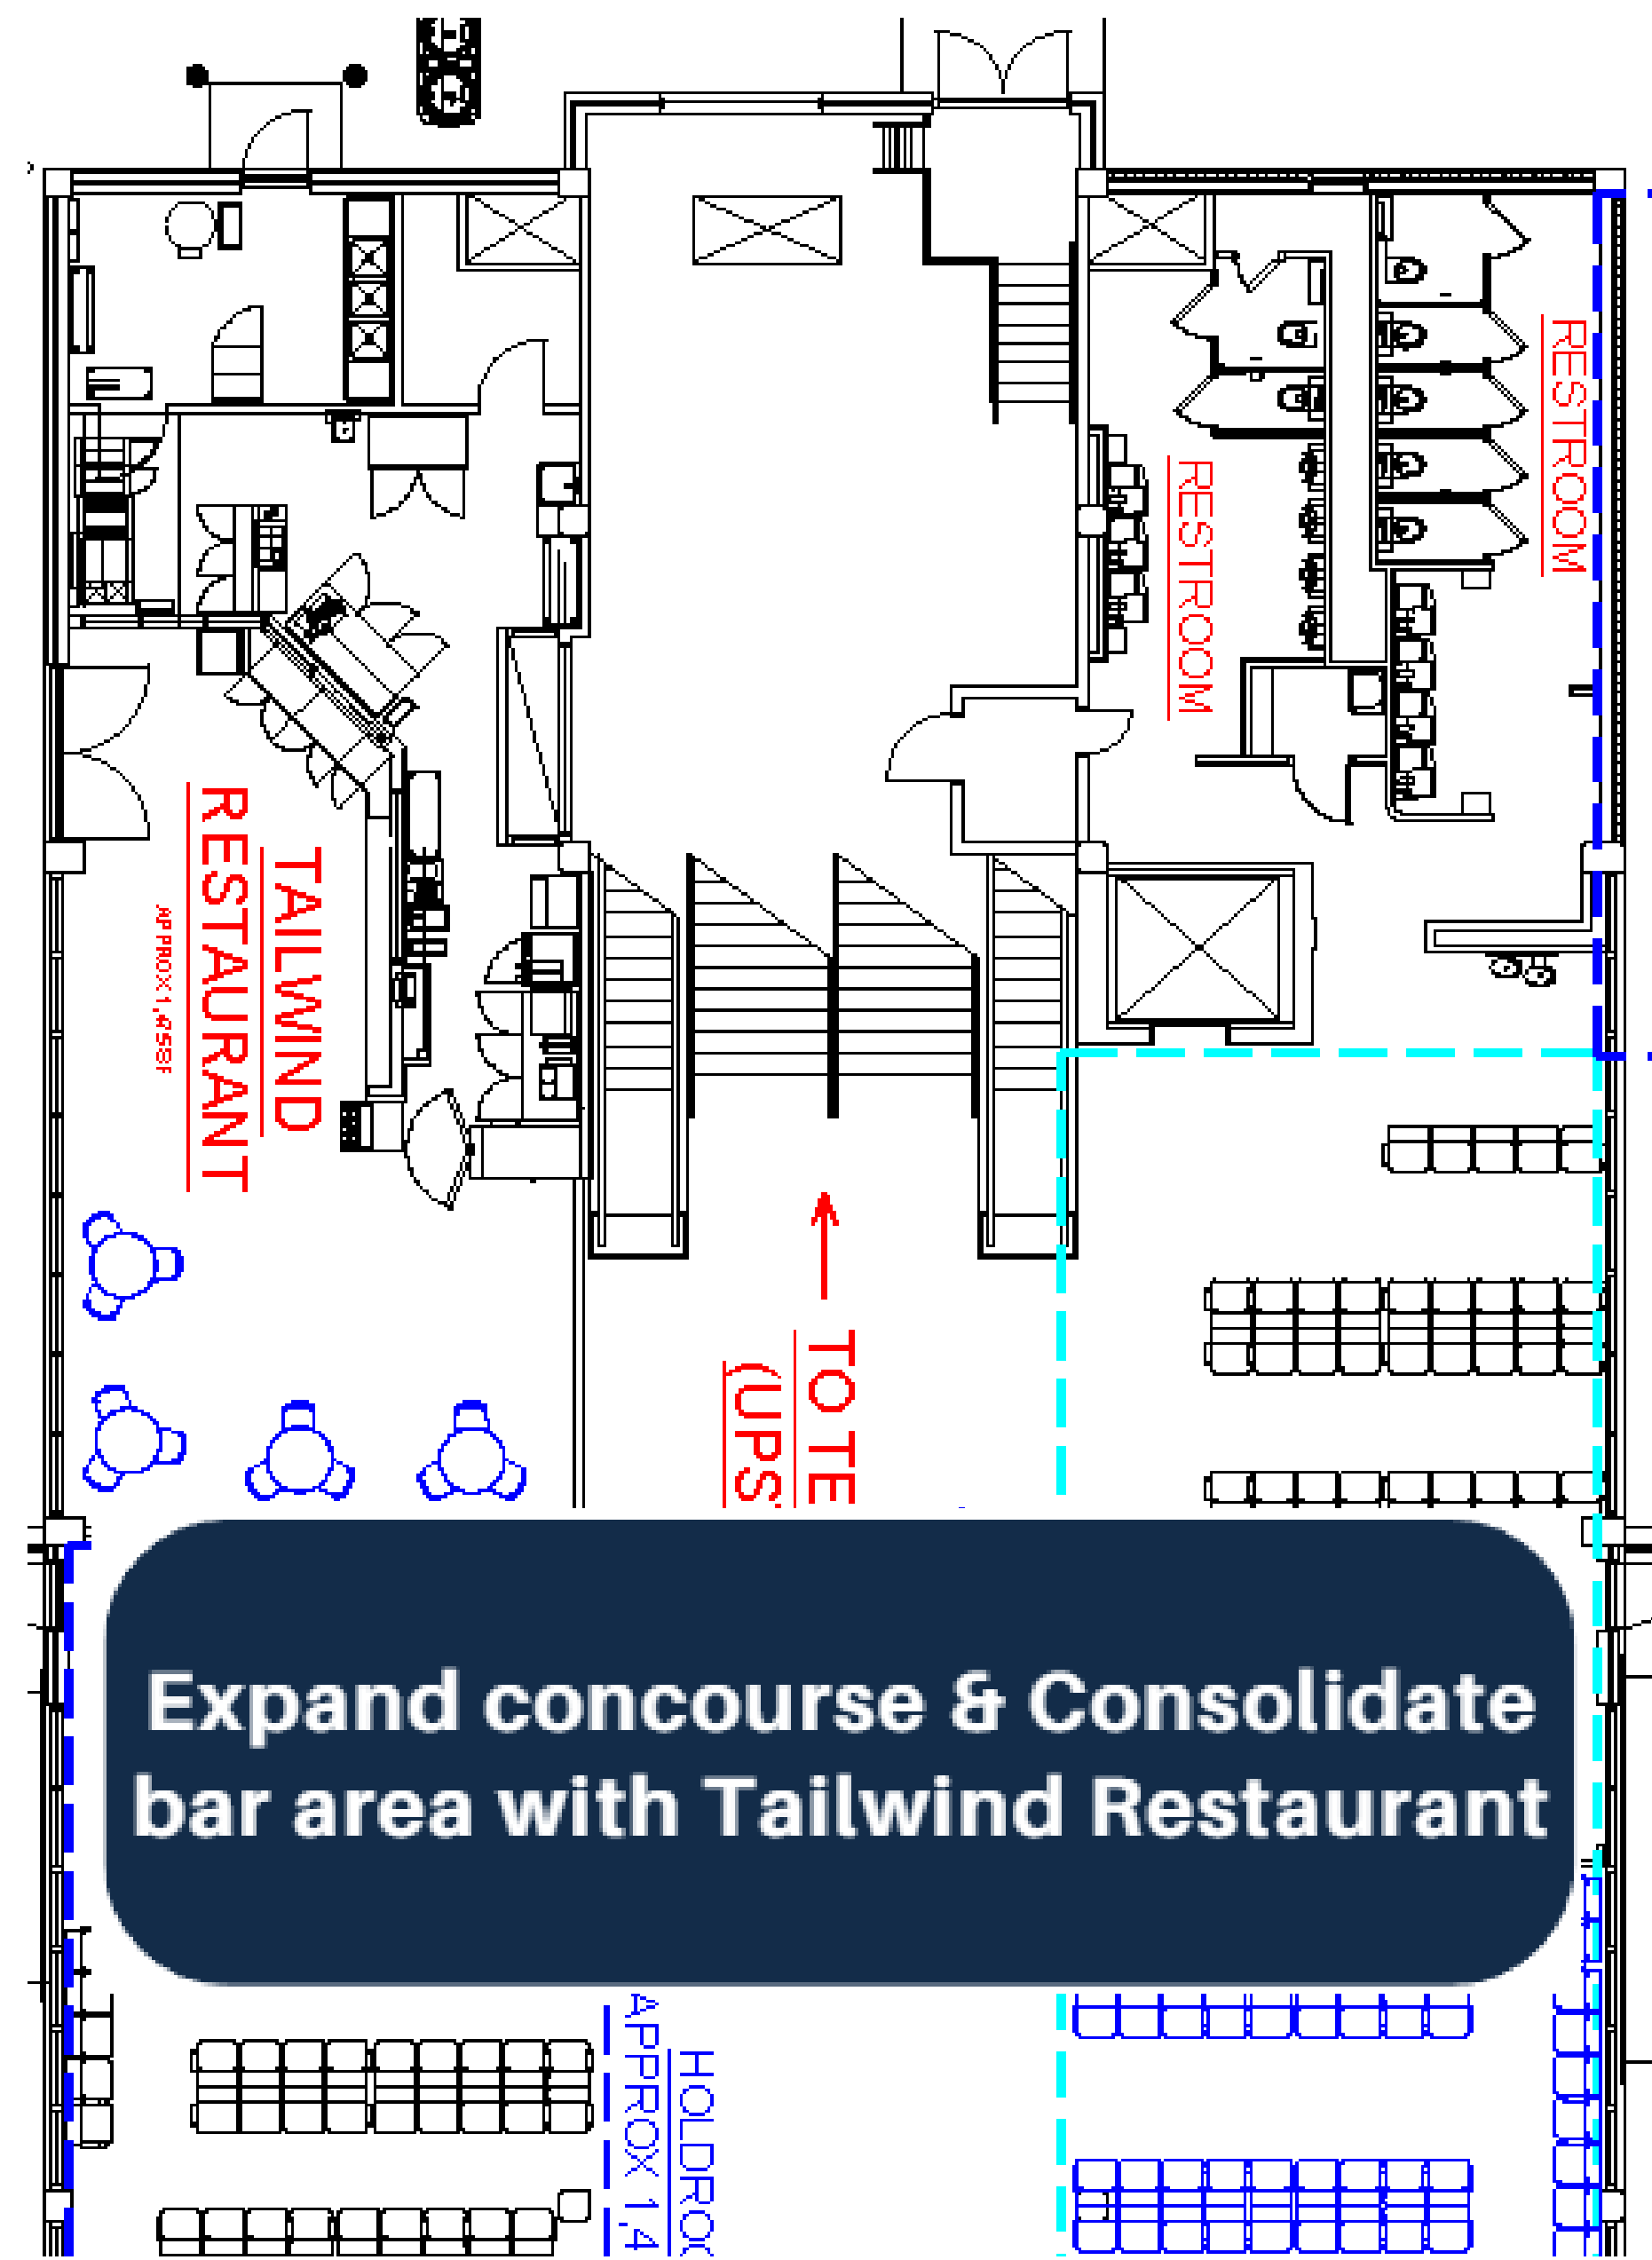 RESTROOM
RESTROOM
TAILWIND
RESTAURANT
TO TE
(UPS
Expand concourse & Consolidate
bar area with Tailwind Restaurant
HOLDRO
APPROX 1,4